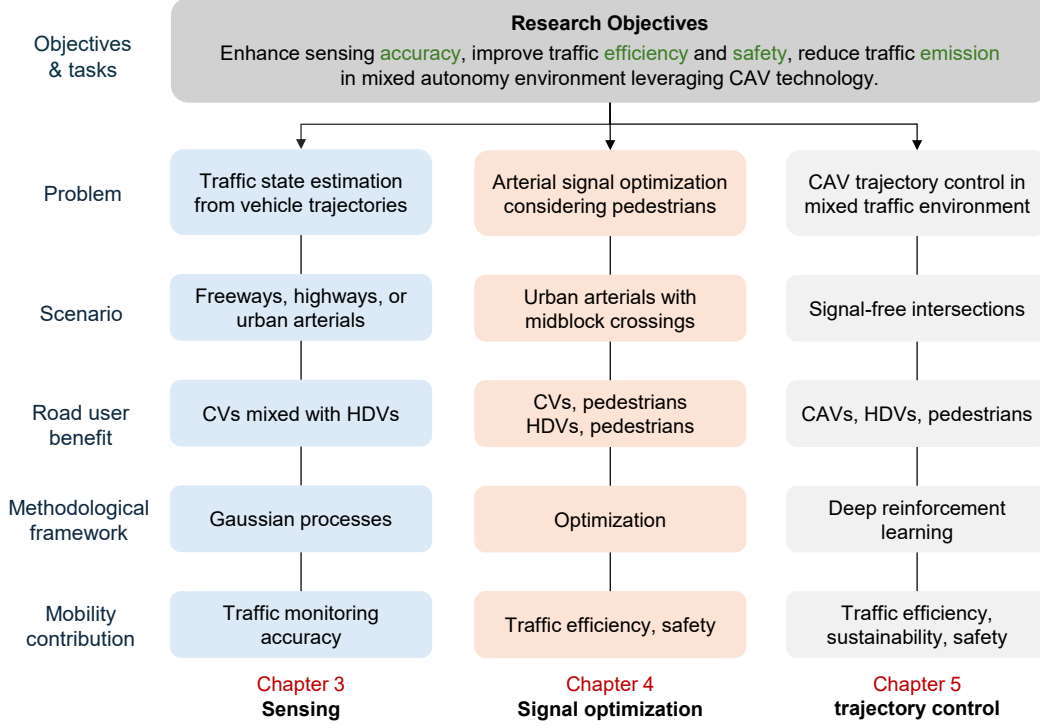 Research Objectives
Objectives
& tasks
Enhance sensing accuracy, improve traffic efficiency and safety, reduce traffic emission
in mixed autonomy environment leveraging CAV technology.
Problem
Traffic state estimation
from vehicle trajectories
Arterial signal optimization
considering pedestrians
CAV trajectory control in
mixed traffic environment
Scenario
Freeways, highways, or
urban arterials
Urban arterials with
midblock crossings
Signal-free intersections
Road user
benefit
CVs mixed with HDVs
CVs, pedestrians
HDVs, pedestrians
CAVs, HDVs, pedestrians
Methodological
framework
Gaussian processes
Optimization
Deep reinforcement
learning
Mobility
contribution
Traffic monitoring
accuracy
Traffic efficiency, safety
Traffic efficiency,
sustainability, safety
Chapter 3
Sensing
Chapter 4
Signal optimization
Chapter 5
trajectory control